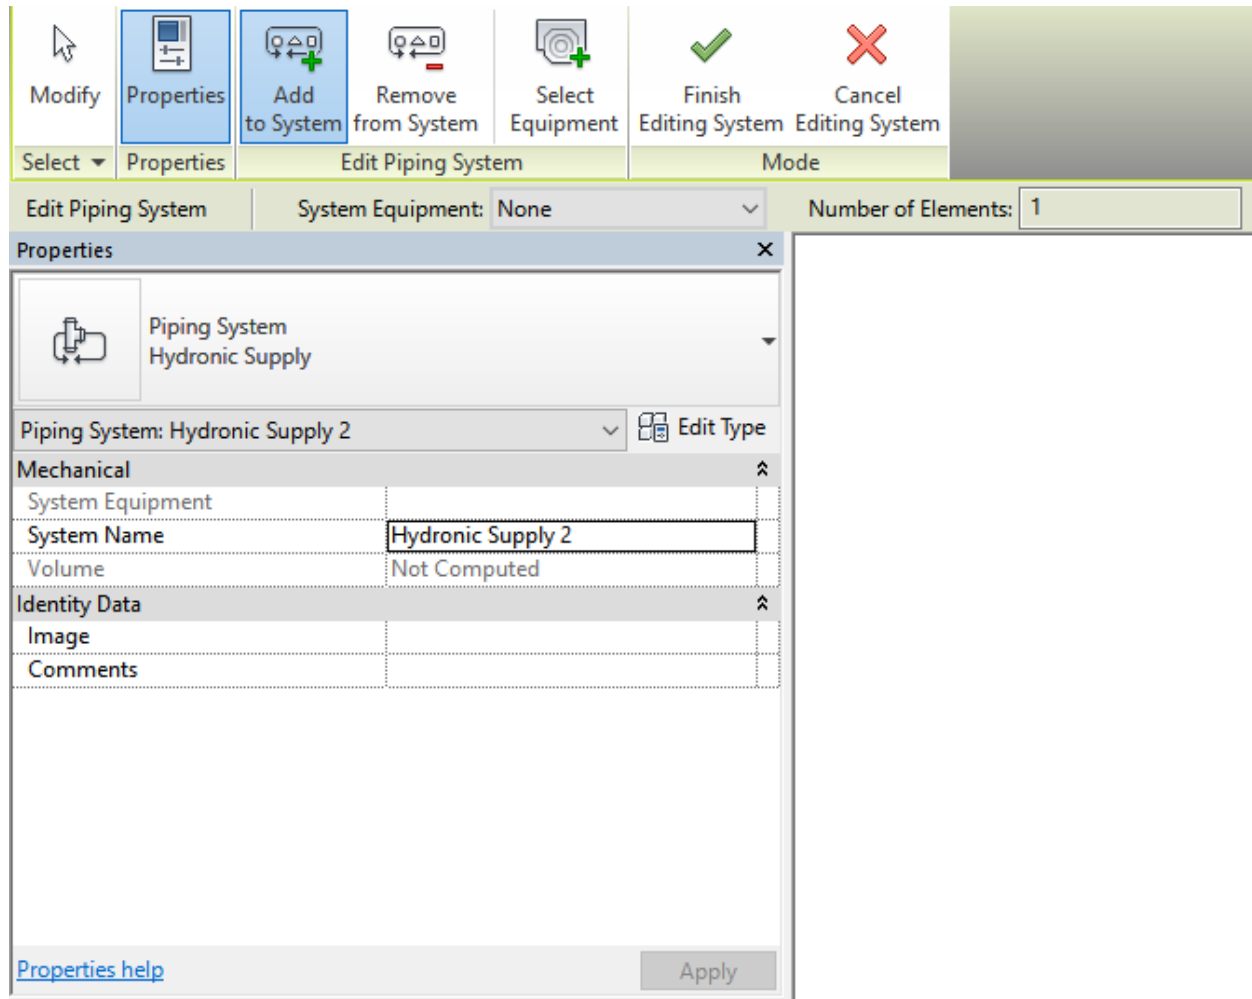 Modify
Properties
Add
to System
Remove
from System
Select
Equipment
Finish
Editing System
Cancel
Editing System
Select
Properties
Edit Piping System
Mode
Edit Piping System
System Equipment: None
Number of Elements: 1
Properties
Piping System
Hydronic Supply
Piping System: Hydronic Supply 2
Edit Type
Mechanical
System Equipment
System Name Hydronic Supply 2
Volume Not Computed
Identity Data
Image
Comments
Properties help
Apply